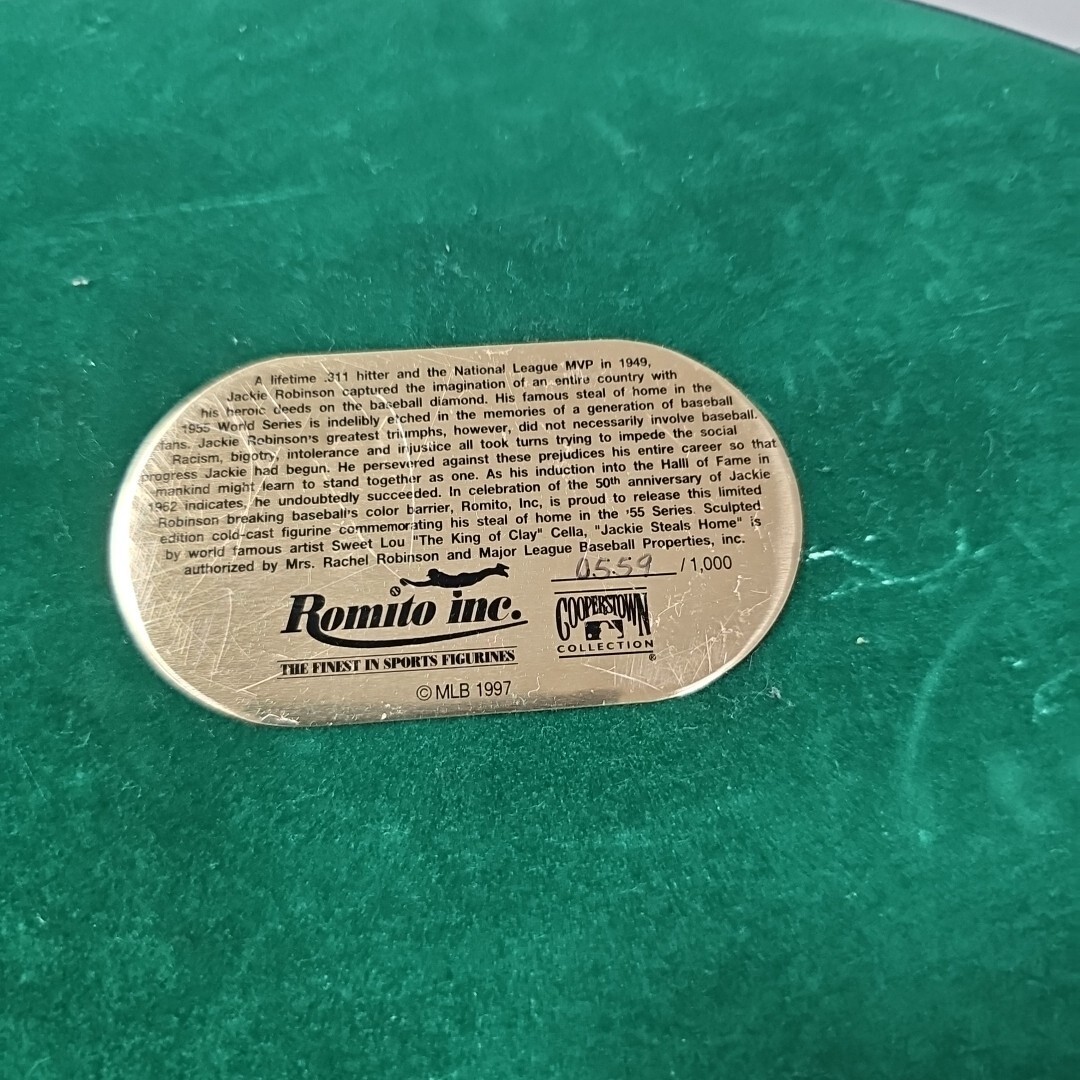 A lifetime .311 hitter and the National League MVP in 1949,
Jackie Robinson captured the imagination of an entire country with
his heroic deeds on the baseball diamond. His famous steal of home in the
1955 World Series is indelibly etched in the memories of a generation of baseball
fans. Jackie Robinson's greatest triumphs, however, did not necessarily involve baseball.
Racism, bigotry, intolerance and injustice all took turns trying to impede the social
progress Jackie had begun. He persevered against these prejudices his entire career so that
mankind might learn to stand together as one. As his induction into the Halll of Fame in
1962 indicates, he undoubtedly succeeded. In celebration of the 50th anniversary of Jackie
Robinson breaking baseball's color barrier, Romito, Inc, is proud to release this limited
edition cold-cast figurine commemorating his steal of home in the '55 Series. Sculpted
by world famous artist Sweet Lou "The King of Clay" Cella, "Jackie Steals Home" is
authorized by Mrs. Rachel Robinson and Major League Baseball Properties, inc.
0559 / 1,000
Romito inc.
THE FINEST IN SPORTS FIGURINES
COOPERSTOWN
COLLECTION
®
© MLB 1997